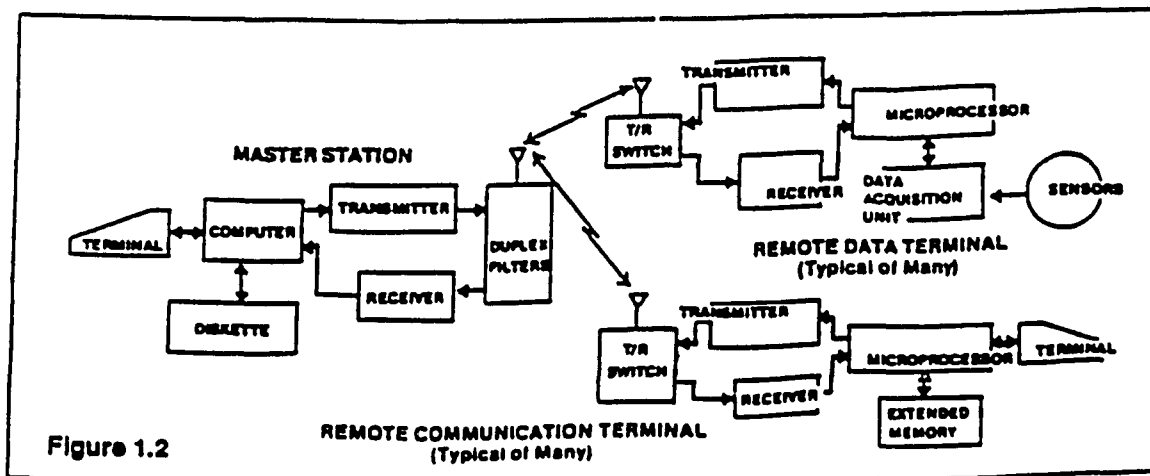 MASTER STATION
TERMINAL
COMPUTER
DISKETTE
TRANSMITTER
RECEIVER
DUPLEX
FILTERS
T/R
SWITCH
TRANSMITTER
RECEIVER
MICROPROCESSOR
DATA
ACQUISITION
UNIT
SENSORS
REMOTE DATA TERMINAL
(Typical of Many)
T/R
SWITCH
TRANSMITTER
RECEIVER
MICROPROCESSOR
TERMINAL
EXTENDED
MEMORY
REMOTE COMMUNICATION TERMINAL
(Typical of Many)
Figure 1.2